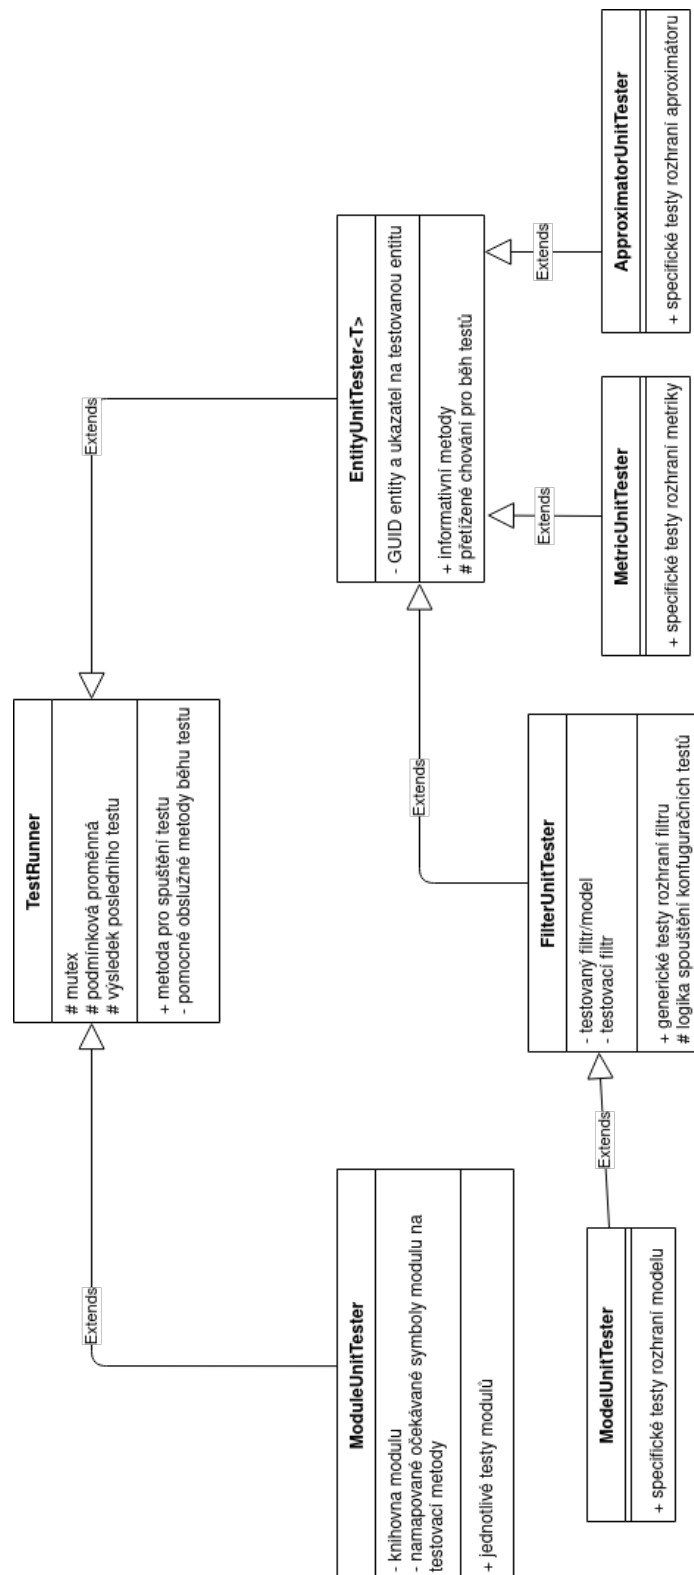 TestRunner
# mutex
# podmínková proměnná
# výsledek posledního testu
+ metoda pro spuštění testu
- pomocné obslužné metody běhu testu
Extends
Extends
ModuleUnitTester
- knihovna modulu
- namapované očekávané symboly modulu na
testovací metody
+ jednotlivé testy modulů
EntityUnitTester<T>
- GUID entity a ukazatel na testovanou entitu
+ informativní metody
# přetížené chování pro běh testů
Extends
Extends
Extends
FilterUnitTester
- testovaný filtr/model
- testovací filtr
+ generické testy rozhraní filtru
# logika spouštění konfuguračních testů
Extends
ModelUnitTester
+ specifické testy rozhraní modelu
MetricUnitTester
+ specifické testy rozhraní metriky
ApproximatorUnitTester
+ specifické testy rozhraní aproximátoru